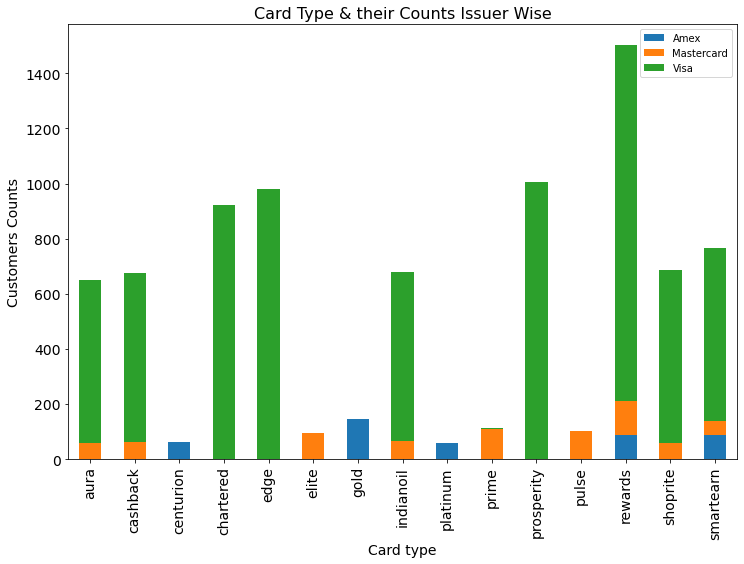 Card Type & their Counts Issuer Wise
Amex
Mastercard
Visa
1400
1200
1000
800
600
400
200
0
Customers Counts
aura
cashback
centurion
chartered
edge
elite
gold
indianoil
platinum
prime
prosperity
pulse
rewards
shoprite
smartearn
Card type